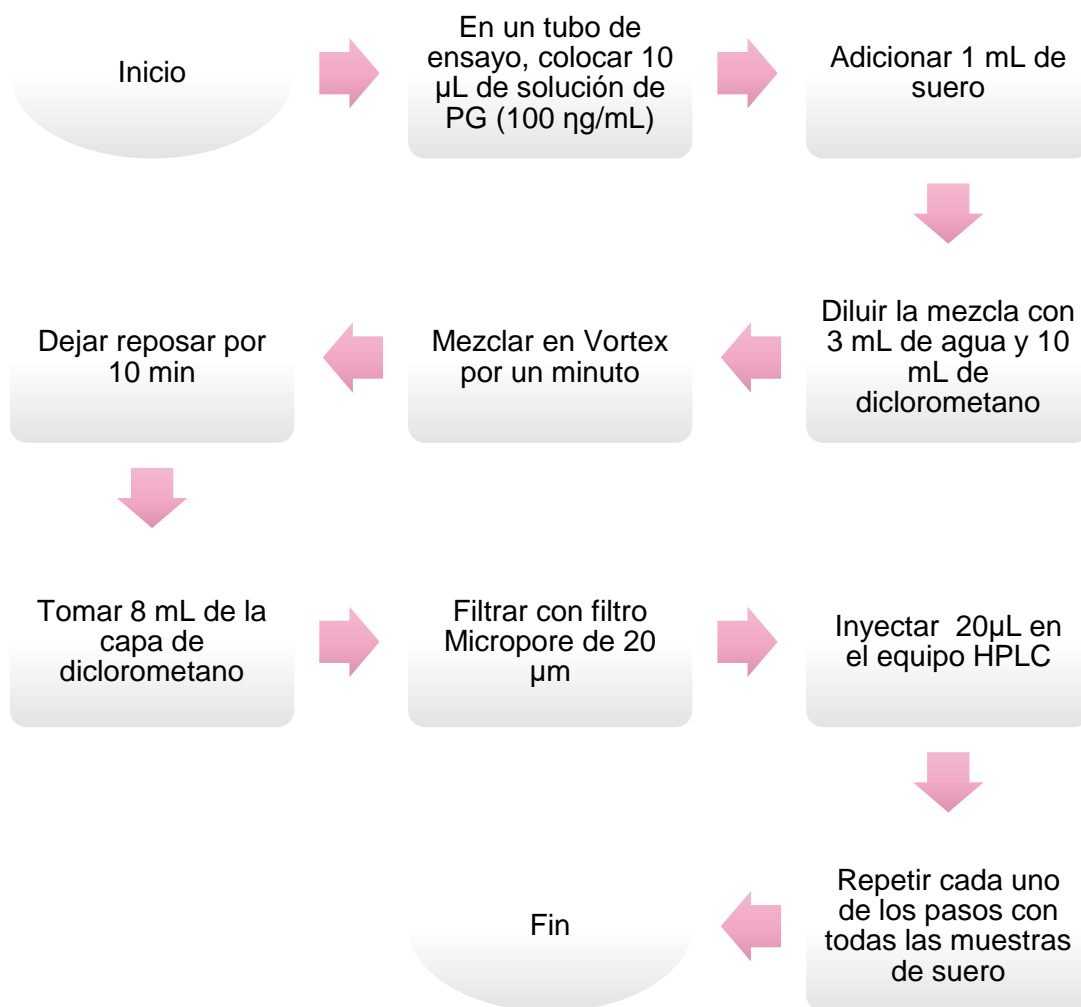 Inicio
En un tubo de
ensayo, colocar 10
µL de solución de
PG (100 ηg/mL)
Adicionar 1 mL de
suero
Diluir la mezcla con
3 mL de agua y 10
mL de
diclorometano
Mezclar en Vortex
por un minuto
Dejar reposar por
10 min
Tomar 8 mL de la
capa de
diclorometano
Filtrar con filtro
Micropore de 20
µm
Inyectar 20µL en
el equipo HPLC
Repetir cada uno
de los pasos con
todas las muestras
de suero
Fin